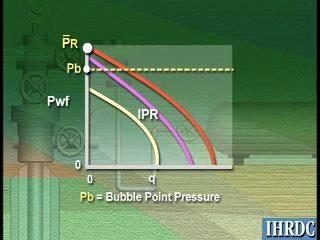 P̅R
Pb
Pwf
IPR
0
0
q
Pb = Bubble Point Pressure
IHRDC